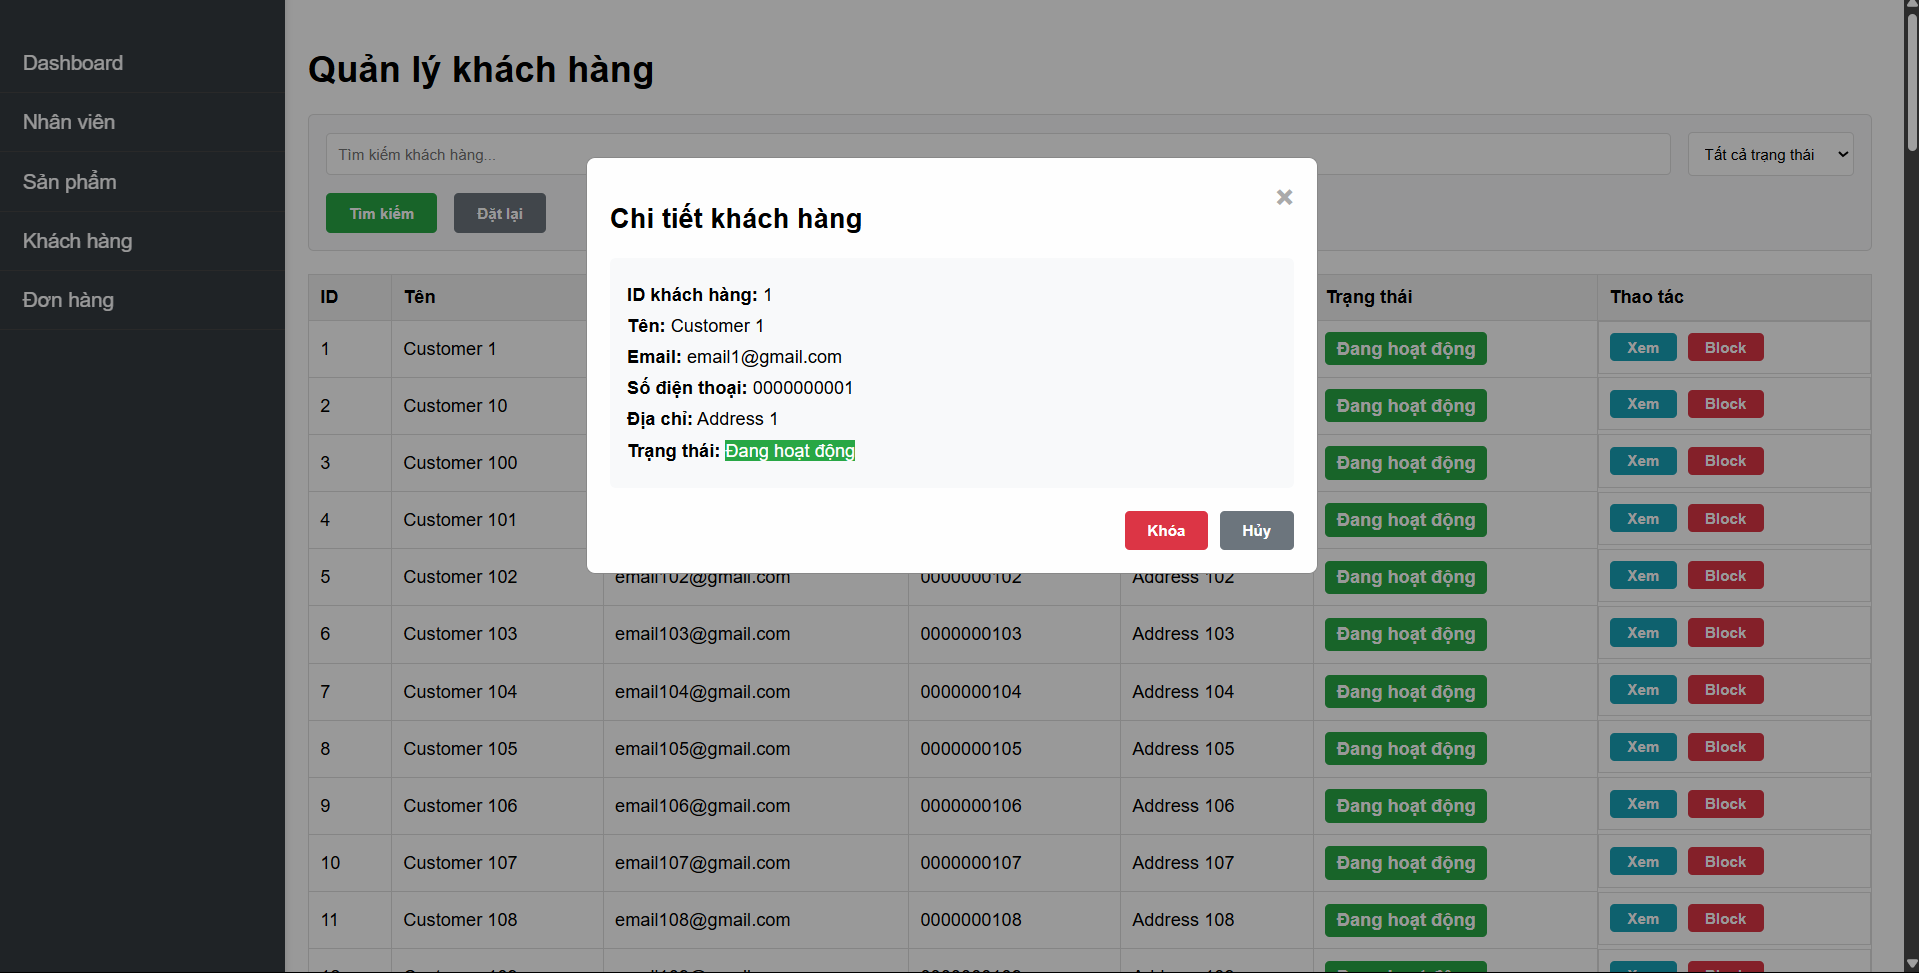 Dashboard
Nhân viên
Sản phẩm
Khách hàng
Đơn hàng
Quản lý khách hàng
Tìm kiếm khách hàng...
Tất cả trạng thái
Tìm kiếm Đặt lại
×
Chi tiết khách hàng
ID khách hàng: 1
Tên: Customer 1
Email: email1@gmail.com
Số điện thoại: 0000000001
Địa chỉ: Address 1
Trạng thái: Đang hoạt động
Khóa Hủy
ID Tên Trạng thái Thao tác
1 Customer 1 Đang hoạt động Xem Block
2 Customer 10 Đang hoạt động Xem Block
3 Customer 100 Đang hoạt động Xem Block
4 Customer 101 Đang hoạt động Xem Block
5 Customer 102 email102@gmail.com 0000000102 Address 102 Đang hoạt động Xem Block
6 Customer 103 email103@gmail.com 0000000103 Address 103 Đang hoạt động Xem Block
7 Customer 104 email104@gmail.com 0000000104 Address 104 Đang hoạt động Xem Block
8 Customer 105 email105@gmail.com 0000000105 Address 105 Đang hoạt động Xem Block
9 Customer 106 email106@gmail.com 0000000106 Address 106 Đang hoạt động Xem Block
10 Customer 107 email107@gmail.com 0000000107 Address 107 Đang hoạt động Xem Block
11 Customer 108 email108@gmail.com 0000000108 Address 108 Đang hoạt động Xem Block